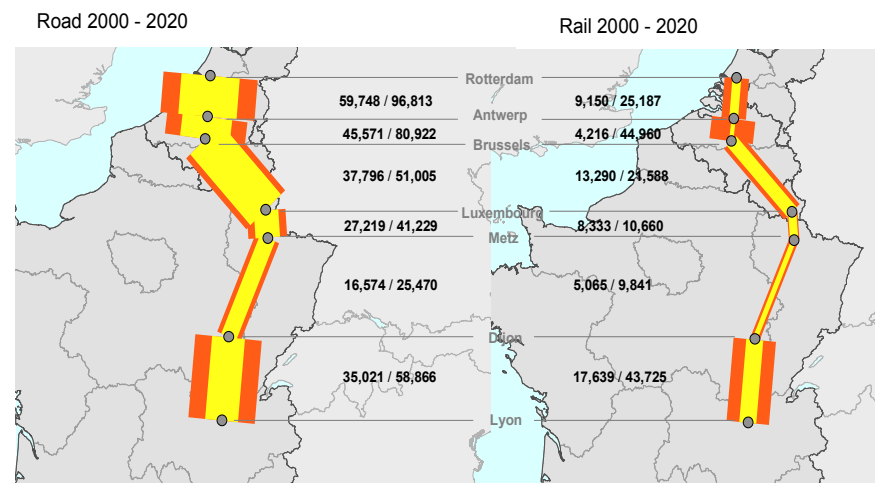 Road 2000 - 2020
Rail 2000 - 2020
Rotterdam
59,748 / 96,813
9,150 / 25,187
Antwerp
45,571 / 80,922
4,216 / 44,960
Brussels
37,796 / 51,005
13,290 / 21,588
Luxembourg
27,219 / 41,229
8,333 / 10,660
Metz
16,574 / 25,470
5,065 / 9,841
Dijon
35,021 / 58,866
17,639 / 43,725
Lyon